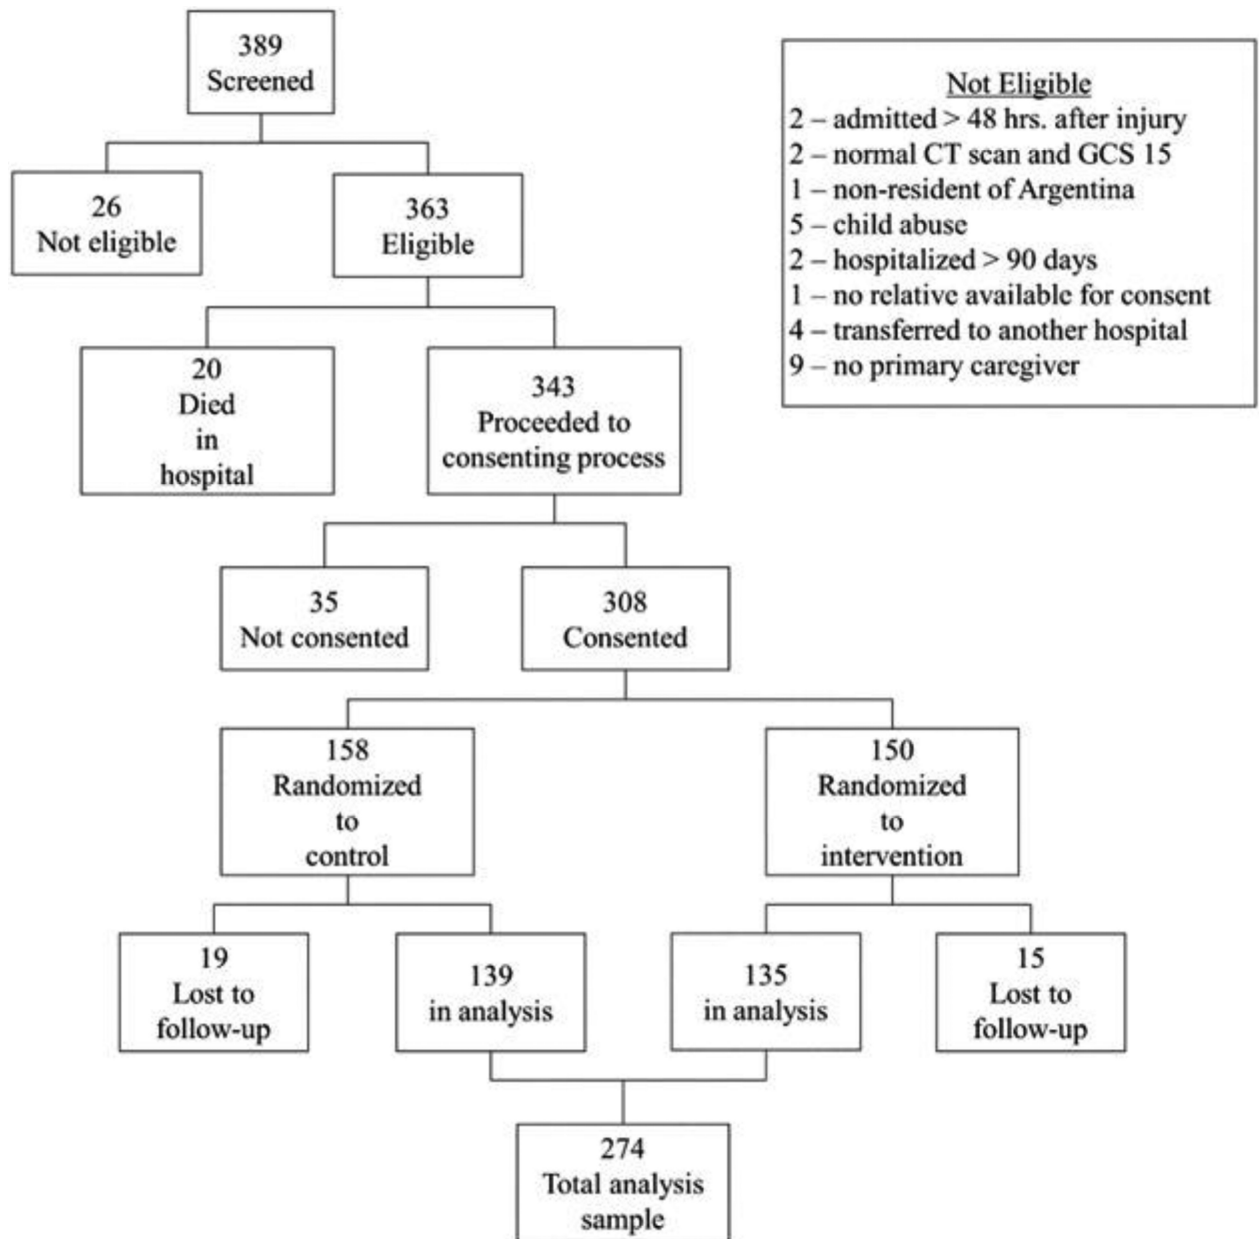 389
Screened
Not Eligible
2 – admitted > 48 hrs. after injury
2 – normal CT scan and GCS 15
1 – non-resident of Argentina
5 – child abuse
2 – hospitalized > 90 days
1 – no relative available for consent
4 – transferred to another hospital
9 – no primary caregiver
26
Not eligible
363
Eligible
20
Died
in
hospital
343
Proceeded to
consenting process
35
Not consented
308
Consented
158
Randomized
to
control
150
Randomized
to
intervention
19
Lost to
follow-up
139
in analysis
135
in analysis
15
Lost to
follow-up
274
Total analysis
sample